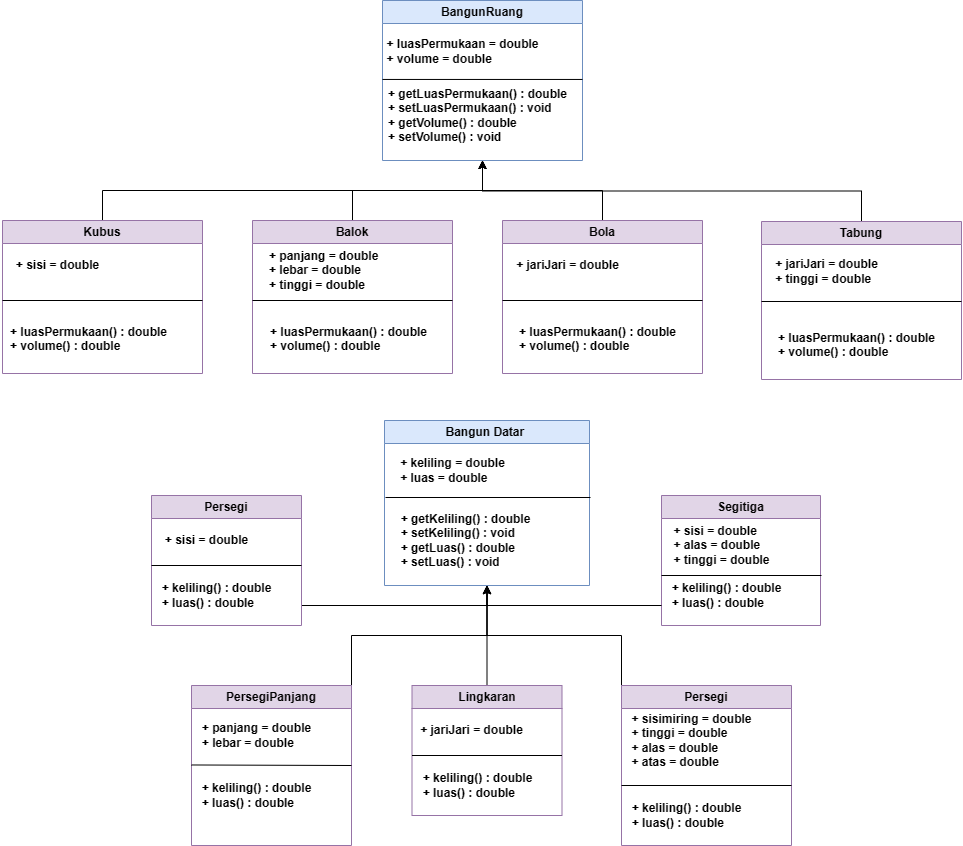 BangunRuang
+ luasPermukaan = double
+ volume = double
+ getLuasPermukaan() : double
+ setLuasPermukaan() : void
+ getVolume() : double
+ setVolume() : void
Kubus
+ sisi = double
+ luasPermukaan() : double
+ volume() : double
Balok
+ panjang = double
+ lebar = double
+ tinggi = double
+ luasPermukaan() : double
+ volume() : double
Bola
+ jariJari = double
+ luasPermukaan() : double
+ volume() : double
Tabung
+ jariJari = double
+ tinggi = double
+ luasPermukaan() : double
+ volume() : double
Bangun Datar
+ keliling = double
+ luas = double
+ getKeliling() : double
+ setKeliling() : void
+ getLuas() : double
+ setLuas() : void
Persegi
+ sisi = double
+ keliling() : double
+ luas() : double
Segitiga
+ sisi = double
+ alas = double
+ tinggi = double
+ keliling() : double
+ luas() : double
PersegiPanjang
+ panjang = double
+ lebar = double
+ keliling() : double
+ luas() : double
Lingkaran
+ jariJari = double
+ keliling() : double
+ luas() : double
Persegi
+ sisimiring = double
+ tinggi = double
+ alas = double
+ atas = double
+ keliling() : double
+ luas() : double